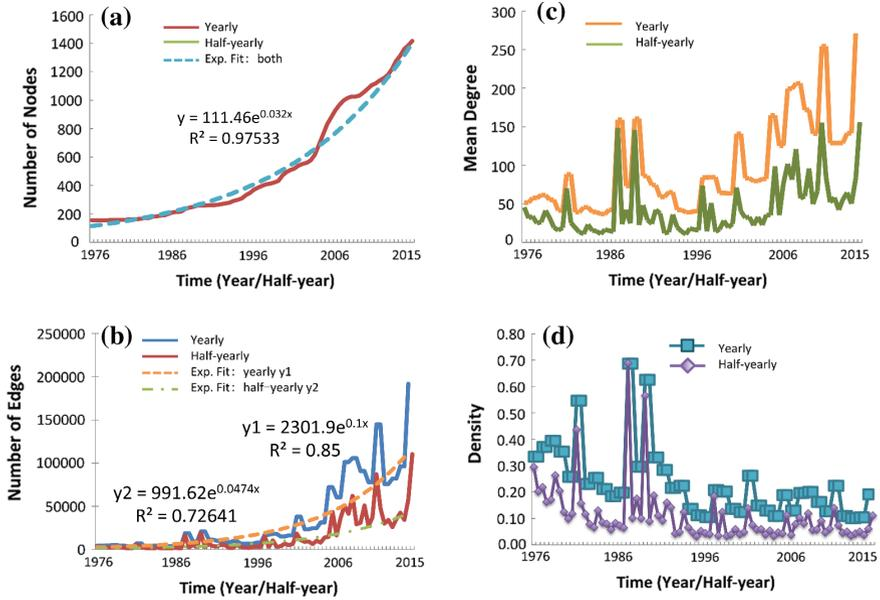 (a)
Yearly
Half-yearly
Exp. Fit: both
1600
1400
1200
1000
800
600
400
200
0
Number of Nodes
y = 111.46e^0.032x
R² = 0.97533
1976 1986 1996 2006 2015
Time (Year/Half-year)
(c)
Yearly
Half-yearly
300
250
200
150
100
50
0
Mean Degree
1976 1986 1996 2006 2015
Time (Year/Half-year)
(b)
Yearly
Half-yearly
Exp. Fit: yearly y1
Exp. Fit: half-yearly y2
250000
200000
150000
100000
50000
0
Number of Edges
y1 = 2301.9e^0.1x
R² = 0.85
y2 = 991.62e^0.0474x
R² = 0.72641
1976 1986 1996 2006 2015
Time (Year/Half-year)
(d)
Yearly
Half-yearly
0.80
0.70
0.60
0.50
0.40
0.30
0.20
0.10
0.00
Density
1976 1986 1996 2006 2015
Time (Year/Half-year)